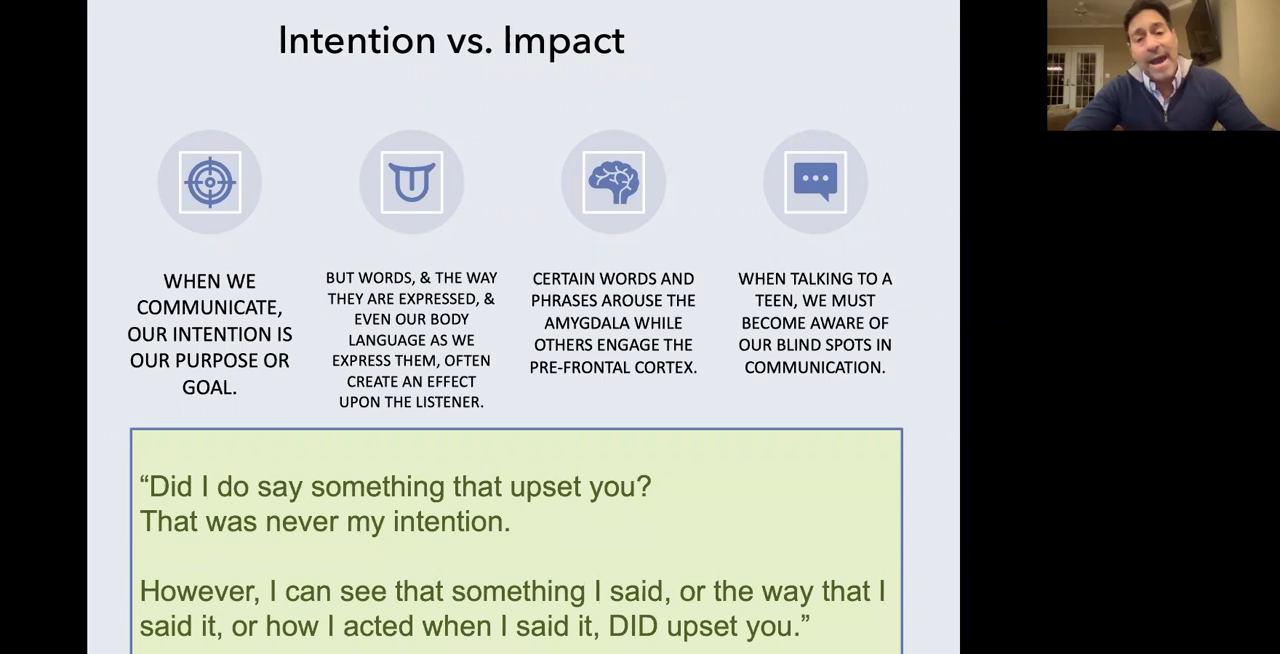 Intention vs. Impact
WHEN WE
COMMUNICATE,
OUR INTENTION IS
OUR PURPOSE OR
GOAL.
BUT WORDS, & THE WAY
THEY ARE EXPRESSED, &
EVEN OUR BODY
LANGUAGE AS WE
EXPRESS THEM, OFTEN
CREATE AN EFFECT
UPON THE LISTENER.
CERTAIN WORDS AND
PHRASES AROUSE THE
AMYGDALA WHILE
OTHERS ENGAGE THE
PRE-FRONTAL CORTEX.
WHEN TALKING TO A
TEEN, WE MUST
BECOME AWARE OF
OUR BLIND SPOTS IN
COMMUNICATION.
“Did I do say something that upset you?
That was never my intention.
However, I can see that something I said, or the way that I
said it, or how I acted when I said it, DID upset you.”